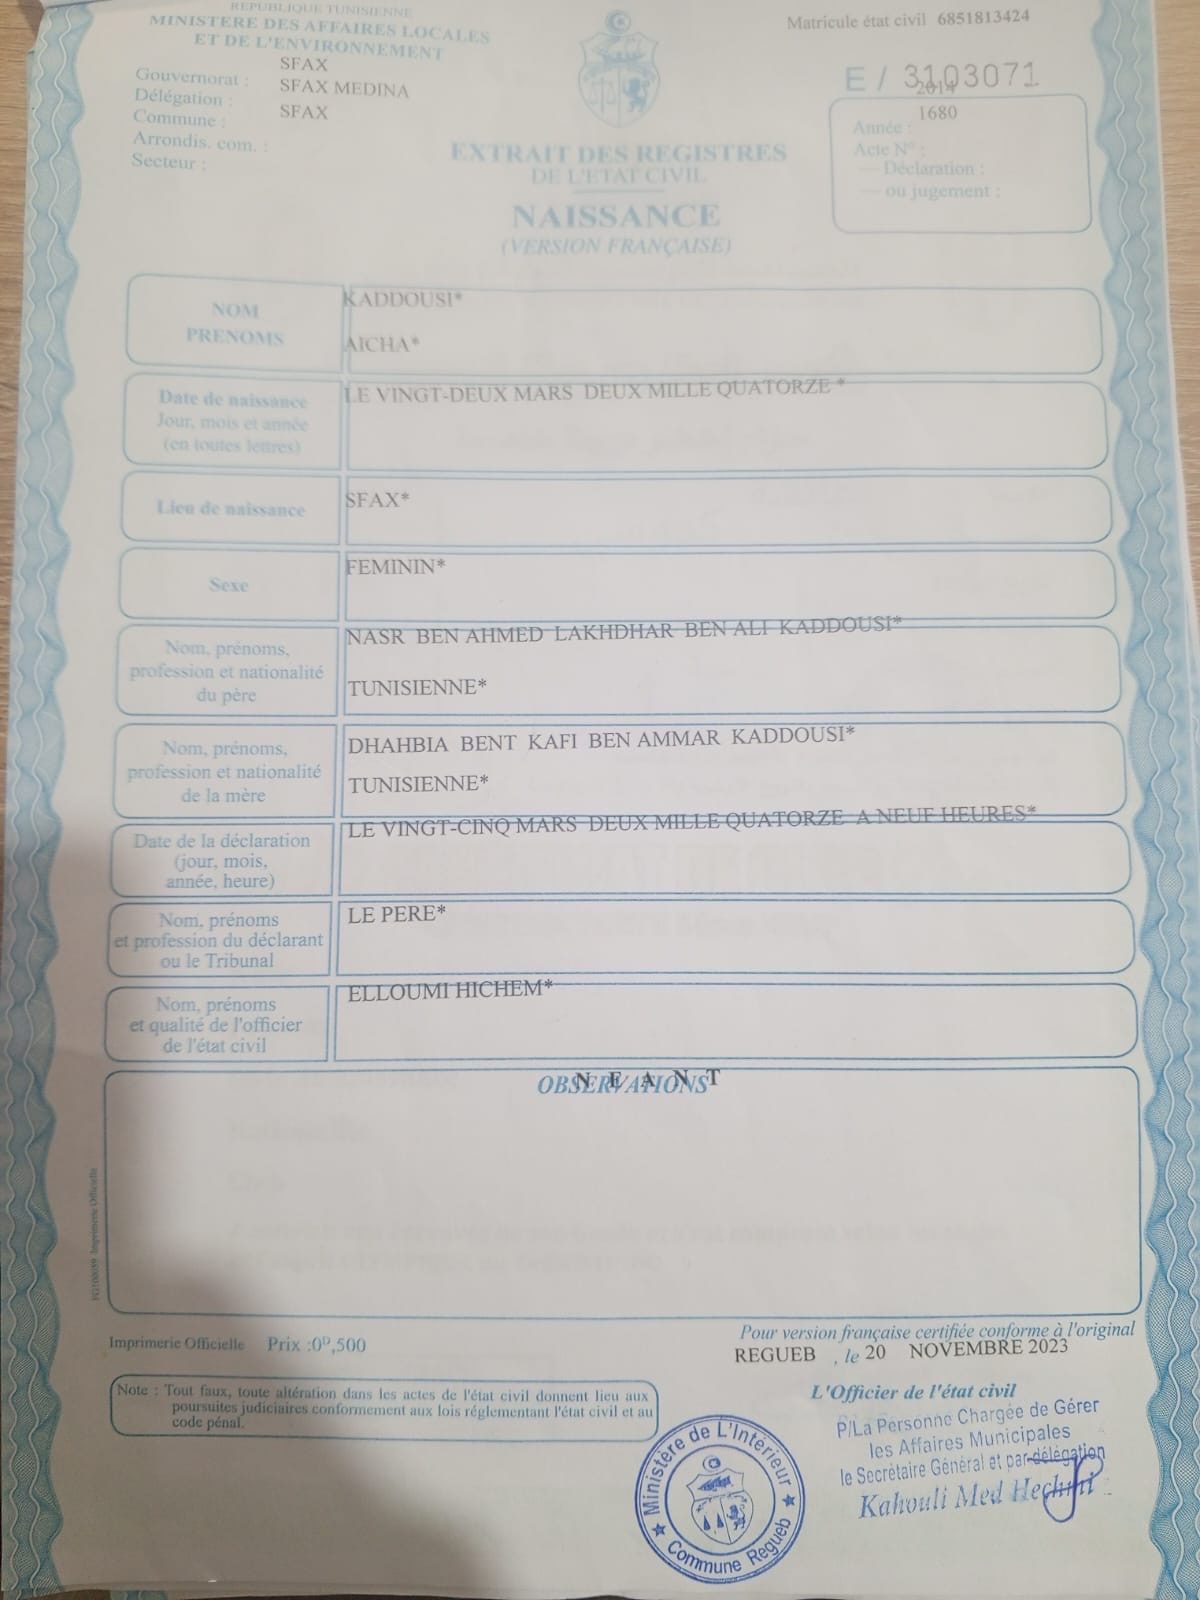 REPUBLIQUE TUNISIENNE
MINISTERE DES AFFAIRES LOCALES
ET DE L'ENVIRONNEMENT
Gouvernorat : SFAX
Délégation : SFAX MEDINA
Commune : SFAX
Arrondis. com. :
Secteur :
Matricule état civil 6851813424
E / 3103071
Année : 2014
Acte N° : 1680
— Déclaration :
— ou jugement :
EXTRAIT DES REGISTRES
DE L'ETAT CIVIL
NAISSANCE
(VERSION FRANÇAISE)
NOM KADDOUSI*
PRENOMS AICHA*
Date de naissance LE VINGT-DEUX MARS DEUX MILLE QUATORZE *
Jour, mois et année
(en toutes lettres)
Lieu de naissance SFAX*
Sexe FEMININ*
Nom, prénoms, NASR BEN AHMED LAKHDHAR BEN ALI KADDOUSI*
profession et nationalité
du père TUNISIENNE*
Nom, prénoms, DHAHBIA BENT KAFI BEN AMMAR KADDOUSI*
profession et nationalité TUNISIENNE*
de la mère
Date de la déclaration LE VINGT-CINQ MARS DEUX MILLE QUATORZE A NEUF HEURES*
(jour, mois,
année, heure)
Nom, prénoms LE PERE*
et profession du déclarant
ou le Tribunal
Nom, prénoms ELLOUMI HICHEM*
et qualité de l'officier
de l'état civil
OBSERVATIONS
N E A N T
Imprimerie Officielle
Imprimerie Officielle Prix :0ᴰ,500
Pour version française certifiée conforme à l'original
REGUEB , le 20 NOVEMBRE 2023
Note : Tout faux, toute altération dans les actes de l'état civil donnent lieu aux
poursuites judiciaires conformement aux lois réglementant l'état civil et au
code pénal.
L'Officier de l'état civil
P/La Personne Chargée de Gérer
les Affaires Municipales
le Secrétaire Général et par délégation
Kahouli Med Hechmi
Ministère de L'Intérieur
Commune Regueb